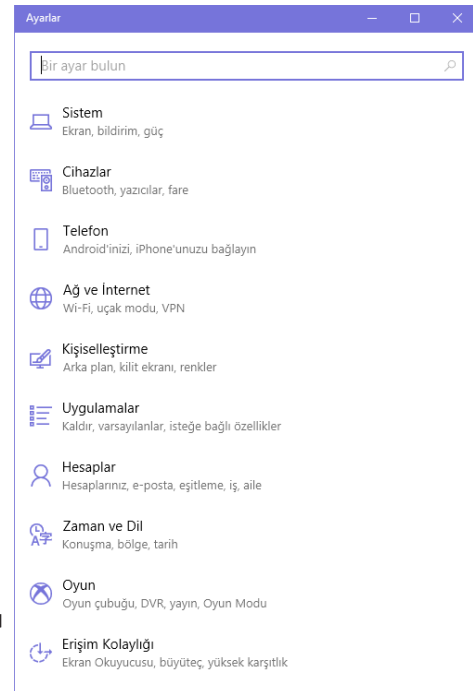 Ayarlar
Bir ayar bulun
Sistem
Ekran, bildirim, güç
Cihazlar
Bluetooth, yazıcılar, fare
Telefon
Android'inizi, iPhone'unuzu bağlayın
Ağ ve İnternet
Wi-Fi, uçak modu, VPN
Kişiselleştirme
Arka plan, kilit ekranı, renkler
Uygulamalar
Kaldır, varsayılanlar, isteğe bağlı özellikler
Hesaplar
Hesaplarınız, e-posta, eşitleme, iş, aile
Zaman ve Dil
Konuşma, bölge, tarih
Oyun
Oyun çubuğu, DVR, yayın, Oyun Modu
Erişim Kolaylığı
Ekran Okuyucusu, büyüteç, yüksek karşıtlık